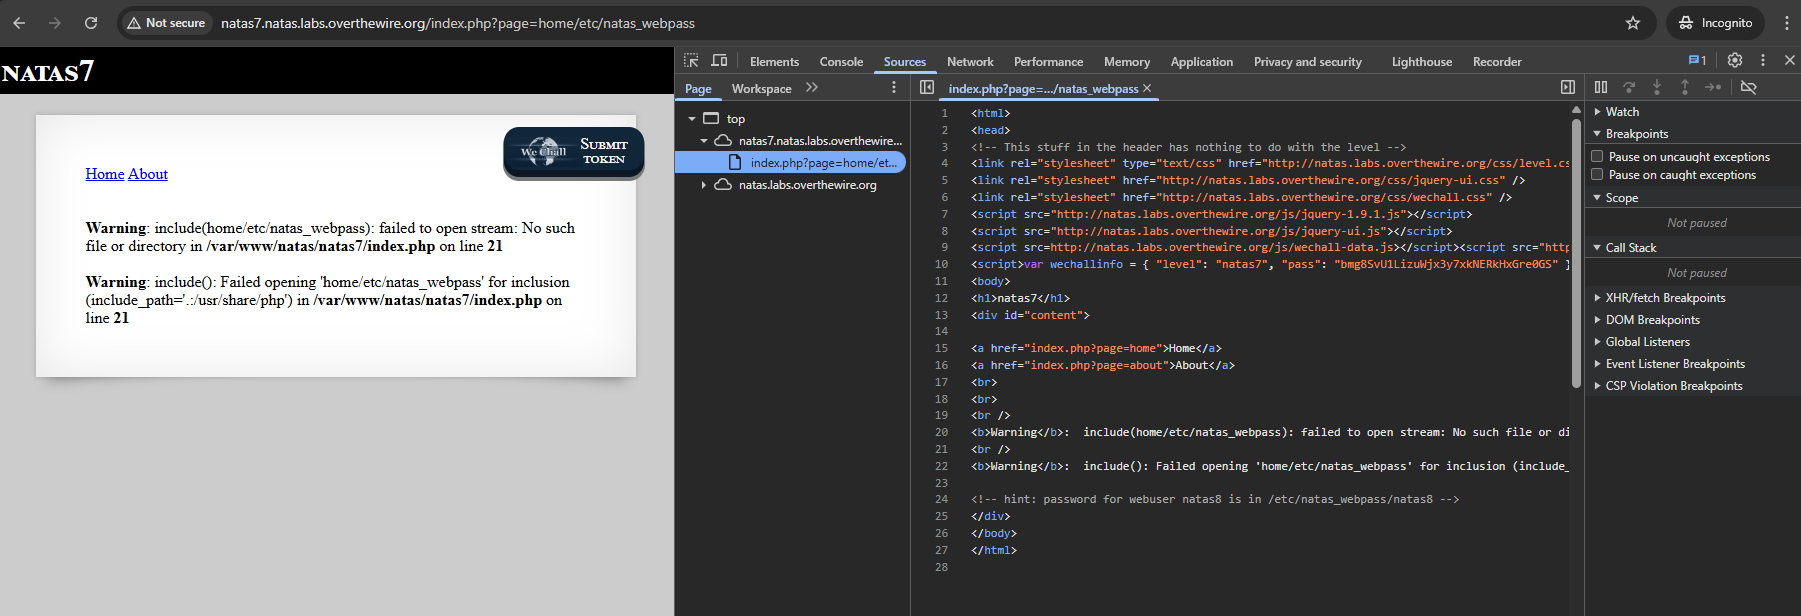 Not secure
natas7.natas.labs.overthewire.org/index.php?page=home/etc/natas_webpass
Incognito
NATAS7
We Chall
SUBMIT
TOKEN
Home About
Warning: include(home/etc/natas_webpass): failed to open stream: No such
file or directory in /var/www/natas/natas7/index.php on line 21
Warning: include(): Failed opening 'home/etc/natas_webpass' for inclusion
(include_path='.:/usr/share/php') in /var/www/natas/natas7/index.php on
line 21
Elements Console Sources Network Performance Memory Application Privacy and security Lighthouse Recorder
1
Page Workspace
top
natas7.natas.labs.overthewire...
index.php?page=home/et...
natas.labs.overthewire.org
index.php?page=.../natas_webpass
1 <html>
2 <head>
3 <!-- This stuff in the header has nothing to do with the level -->
4 <link rel="stylesheet" type="text/css" href="http://natas.labs.overthewire.org/css/level.cs
5 <link rel="stylesheet" href="http://natas.labs.overthewire.org/css/jquery-ui.css" />
6 <link rel="stylesheet" href="http://natas.labs.overthewire.org/css/wechall.css" />
7 <script src="http://natas.labs.overthewire.org/js/jquery-1.9.1.js"></script>
8 <script src="http://natas.labs.overthewire.org/js/jquery-ui.js"></script>
9 <script src=http://natas.labs.overthewire.org/js/wechall-data.js></script><script src="http
10 <script>var wechallinfo = { "level": "natas7", "pass": "bmg8SvU1LizuWjx3y7xkNERkHxGre0GS" }
11 <body>
12 <h1>natas7</h1>
13 <div id="content">
14
15 <a href="index.php?page=home">Home</a>
16 <a href="index.php?page=about">About</a>
17 <br>
18 <br>
19 <br />
20 <b>Warning</b>:  include(home/etc/natas_webpass): failed to open stream: No such file or di
21 <br />
22 <b>Warning</b>:  include(): Failed opening 'home/etc/natas_webpass' for inclusion (include_
23
24 <!-- hint: password for webuser natas8 is in /etc/natas_webpass/natas8 -->
25 </div>
26 </body>
27 </html>
28
Watch
Breakpoints
Pause on uncaught exceptions
Pause on caught exceptions
Scope
Not paused
Call Stack
Not paused
XHR/fetch Breakpoints
DOM Breakpoints
Global Listeners
Event Listener Breakpoints
CSP Violation Breakpoints